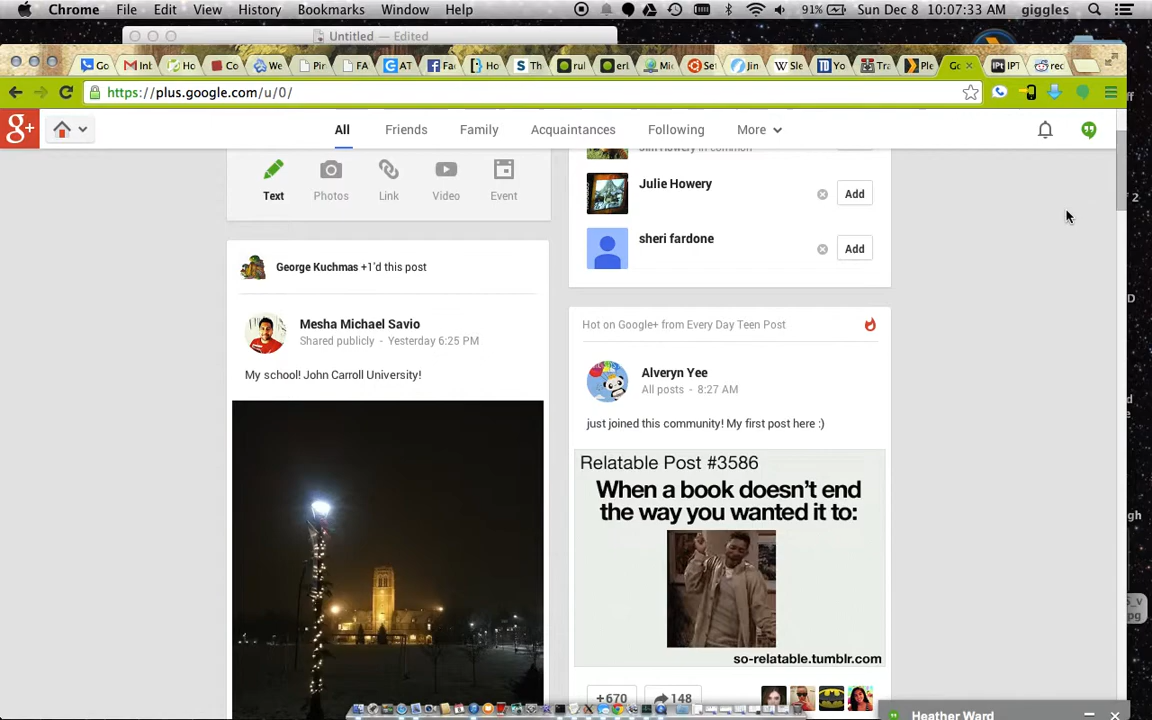 Chrome File Edit View History Bookmarks Window Help 91% Sun Dec 8 10:07:33 AM giggles
Untitled — Edited
https://plus.google.com/u/0/
g+ All Friends Family Acquaintances Following More
Text Photos Link Video Event
Julie Howery Add
sheri fardone Add
George Kuchmas +1'd this post
Mesha Michael Savio
Shared publicly - Yesterday 6:25 PM
My school! John Carroll University!
Hot on Google+ from Every Day Teen Post
Alveryn Yee
All posts - 8:27 AM
just joined this community! My first post here :)
Relatable Post #3586
When a book doesn't end
the way you wanted it to:
so-relatable.tumblr.com
+670 148
Heather Ward